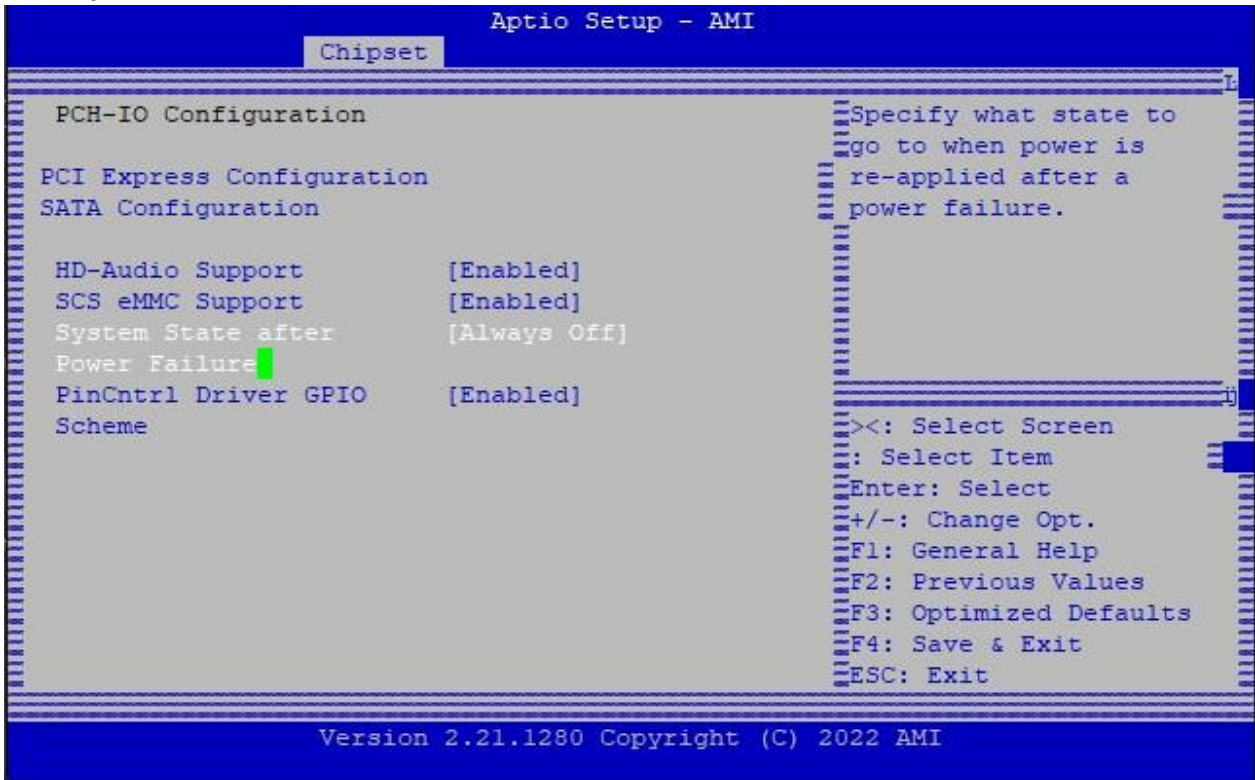 Aptio Setup - AMI
Chipset
PCH-IO Configuration
PCI Express Configuration
SATA Configuration
HD-Audio Support [Enabled]
SCS eMMC Support [Enabled]
System State after [Always Off]
Power Failure
PinCntrl Driver GPIO [Enabled]
Scheme
Specify what state to
go to when power is
re-applied after a
power failure.
><: Select Screen
: Select Item
Enter: Select
+/-: Change Opt.
F1: General Help
F2: Previous Values
F3: Optimized Defaults
F4: Save & Exit
ESC: Exit
Version 2.21.1280 Copyright (C) 2022 AMI